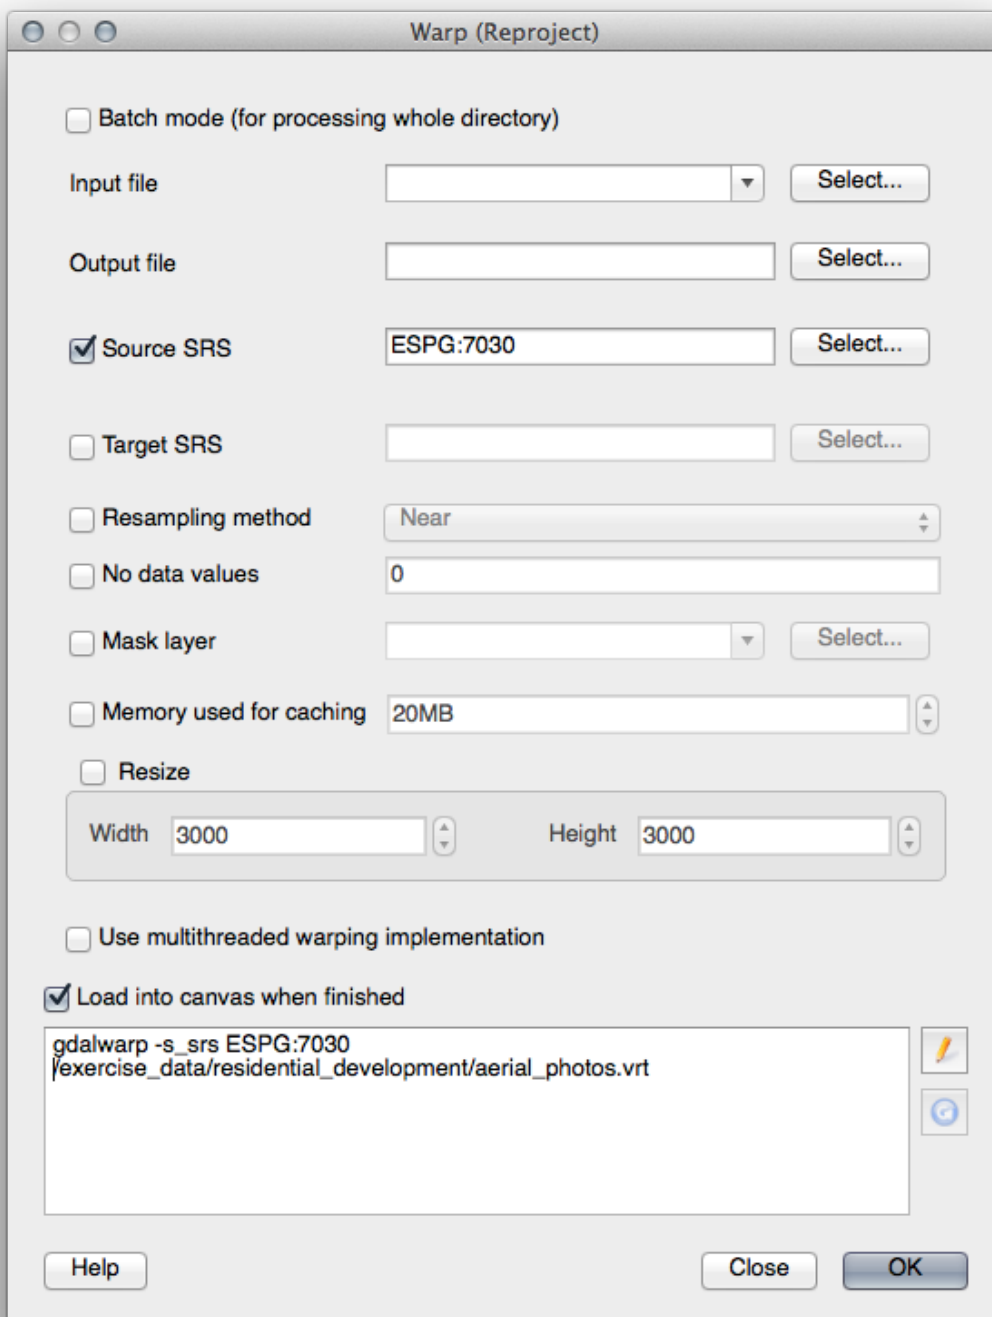 Warp (Reproject)
Batch mode (for processing whole directory)
Input file
Select...
Output file
Select...
Source SRS
ESPG:7030
Select...
Target SRS
Select...
Resampling method
Near
No data values
0
Mask layer
Select...
Memory used for caching
20MB
Resize
Width
3000
Height
3000
Use multithreaded warping implementation
Load into canvas when finished
gdalwarp -s_srs ESPG:7030
/exercise_data/residential_development/aerial_photos.vrt
Help
Close
OK